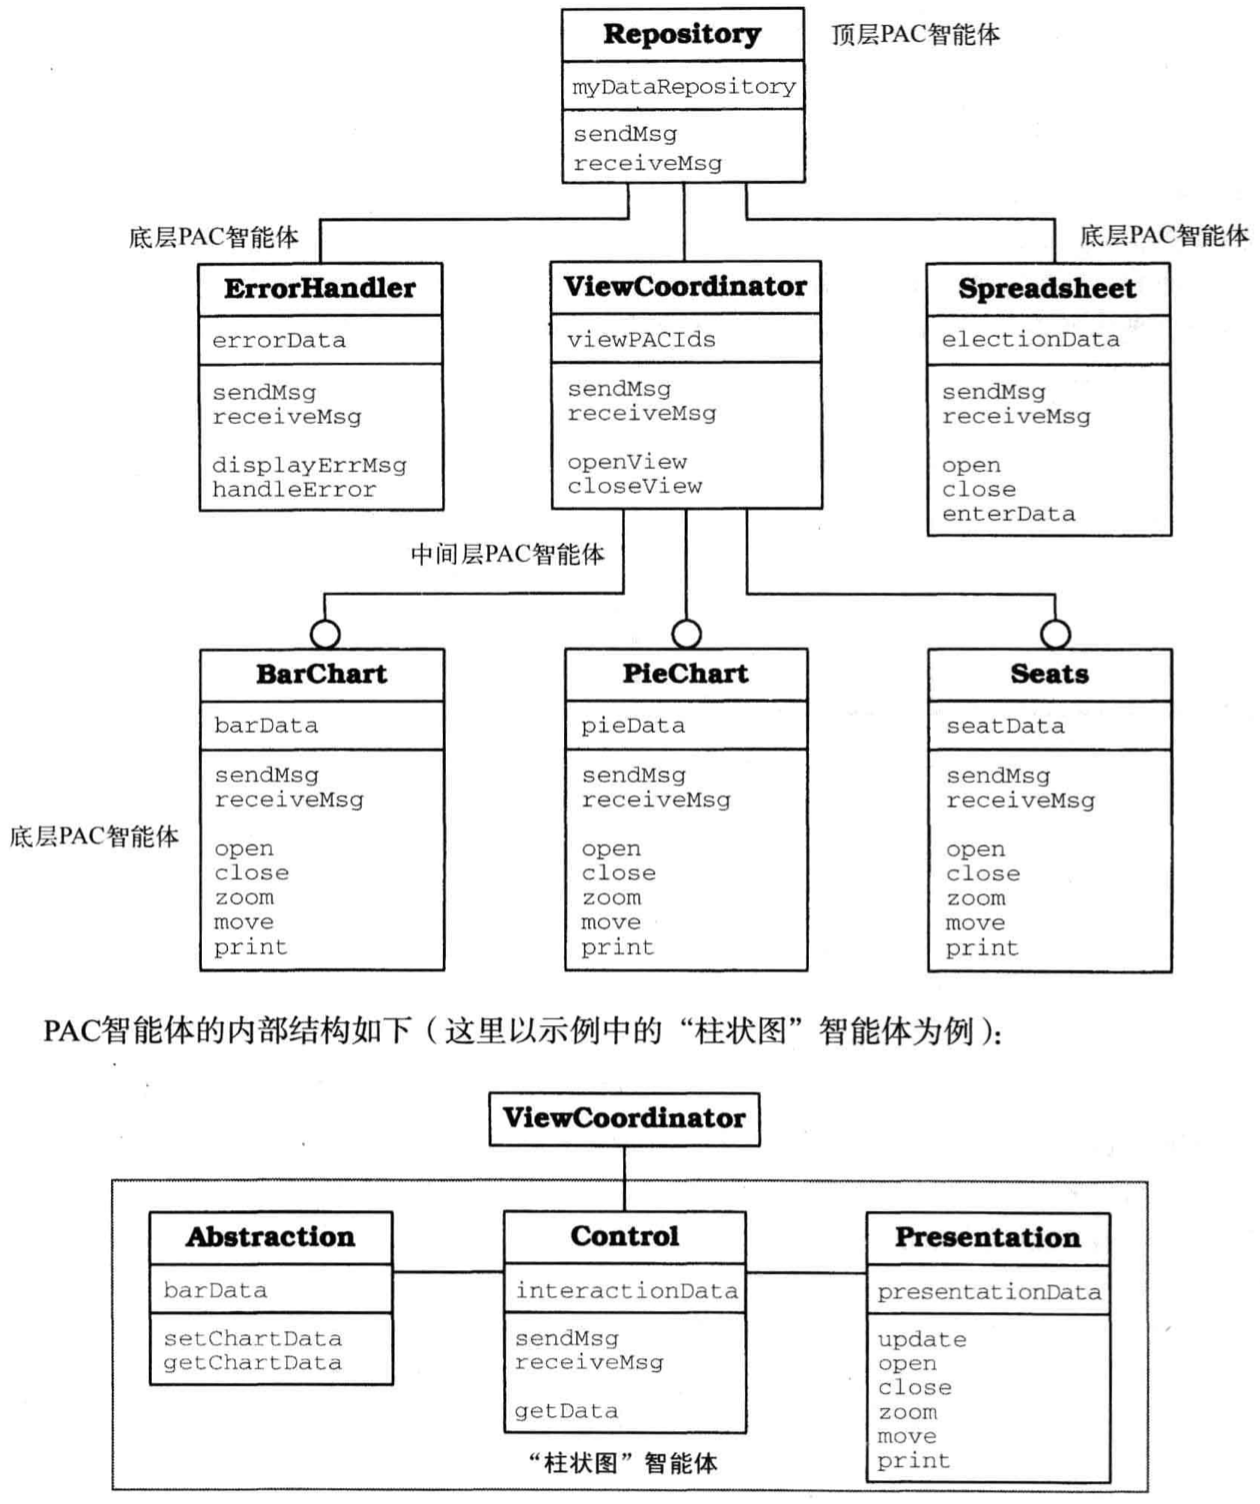 Repository
顶层PAC智能体
myDataRepository
sendMsg
receiveMsg
底层PAC智能体
底层PAC智能体
ErrorHandler
errorData
sendMsg
receiveMsg
displayErrMsg
handleError
ViewCoordinator
viewPACIds
sendMsg
receiveMsg
openView
closeView
Spreadsheet
electionData
sendMsg
receiveMsg
open
close
enterData
中间层PAC智能体
底层PAC智能体
BarChart
barData
sendMsg
receiveMsg
open
close
zoom
move
print
PieChart
pieData
sendMsg
receiveMsg
open
close
zoom
move
print
Seats
seatData
sendMsg
receiveMsg
open
close
zoom
move
print
PAC智能体的内部结构如下（这里以示例中的“柱状图”智能体为例）：
ViewCoordinator
Abstraction
barData
setChartData
getChartData
Control
interactionData
sendMsg
receiveMsg
getData
Presentation
presentationData
update
open
close
zoom
move
print
“柱状图”智能体